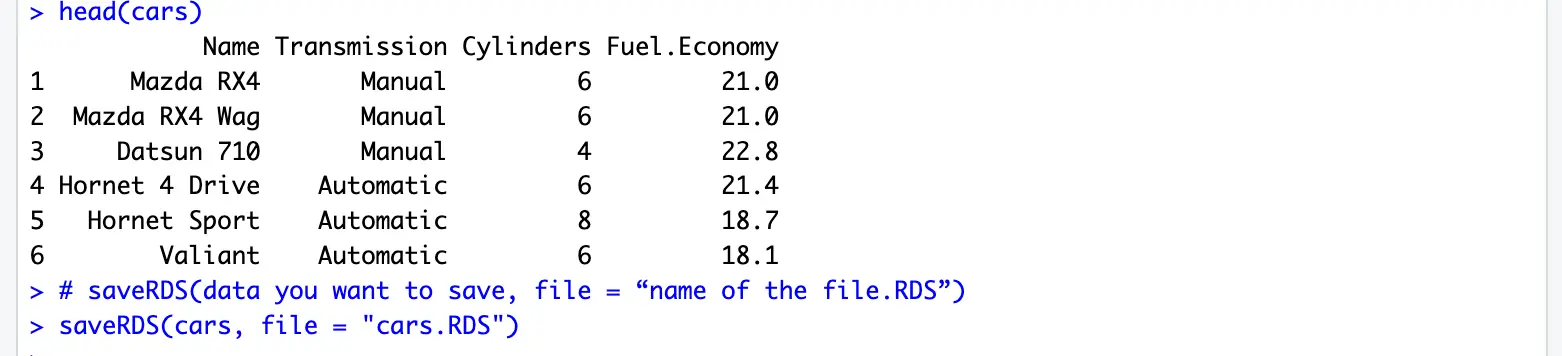 > head(cars)
Name Transmission Cylinders Fuel.Economy
1 Mazda RX4 Manual 6 21.0
2 Mazda RX4 Wag Manual 6 21.0
3 Datsun 710 Manual 4 22.8
4 Hornet 4 Drive Automatic 6 21.4
5 Hornet Sport Automatic 8 18.7
6 Valiant Automatic 6 18.1
> # saveRDS(data you want to save, file = “name of the file.RDS”)
> saveRDS(cars, file = "cars.RDS")